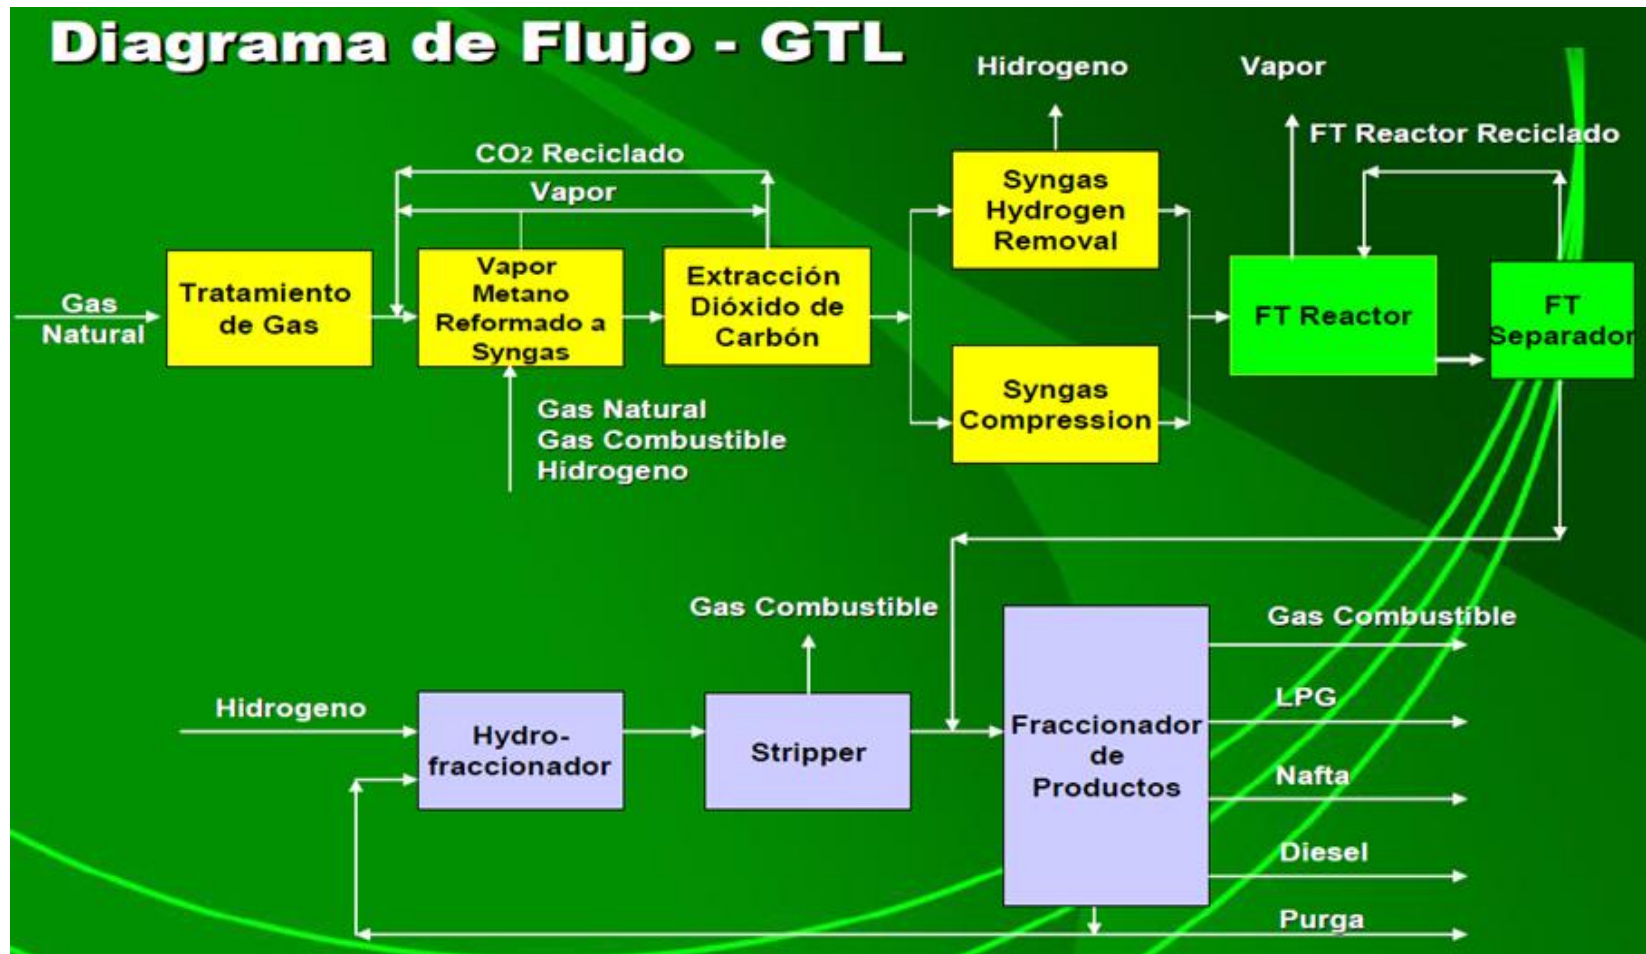 Diagrama de Flujo - GTL
Hidrogeno
Vapor
FT Reactor Reciclado
CO2 Reciclado
Vapor
Syngas
Hydrogen
Removal
Gas
Natural
Tratamiento
de Gas
Vapor
Metano
Reformado a
Syngas
Extracción
Dióxido de
Carbón
FT Reactor
FT
Separador
Syngas
Compression
Gas Natural
Gas Combustible
Hidrogeno
Gas Combustible
Gas Combustible
Hidrogeno
Hydro-
fraccionador
Stripper
Fraccionador
de
Productos
LPG
Nafta
Diesel
Purga